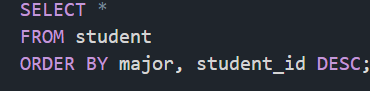 SELECT *
FROM student
ORDER BY major, student_id DESC;